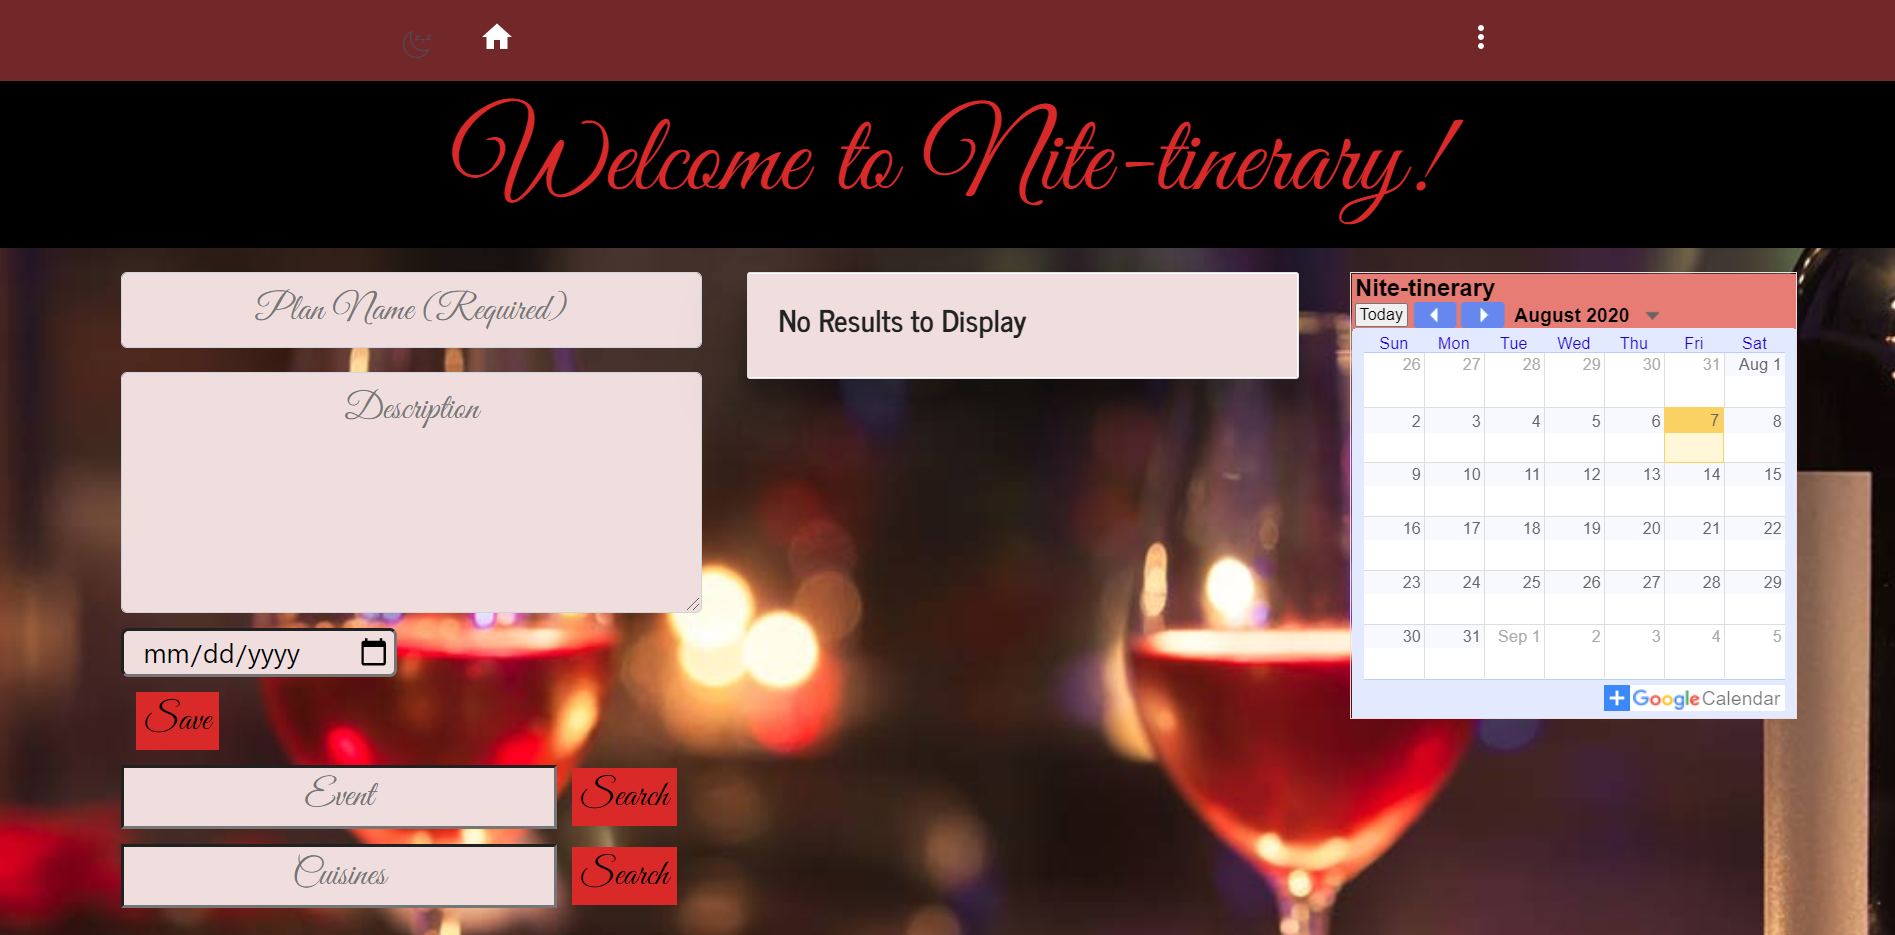 Welcome to Nite-tinerary!
Plan Name (Required)
Description
mm/dd/yyyy
Save
Event
Search
Cuisines
Search
No Results to Display
Nite-tinerary
Today
August 2020
Sun Mon Tue Wed Thu Fri Sat
26 27 28 29 30 31 Aug 1
2 3 4 5 6 7 8
9 10 11 12 13 14 15
16 17 18 19 20 21 22
23 24 25 26 27 28 29
30 31 Sep 1 2 3 4 5
Google Calendar